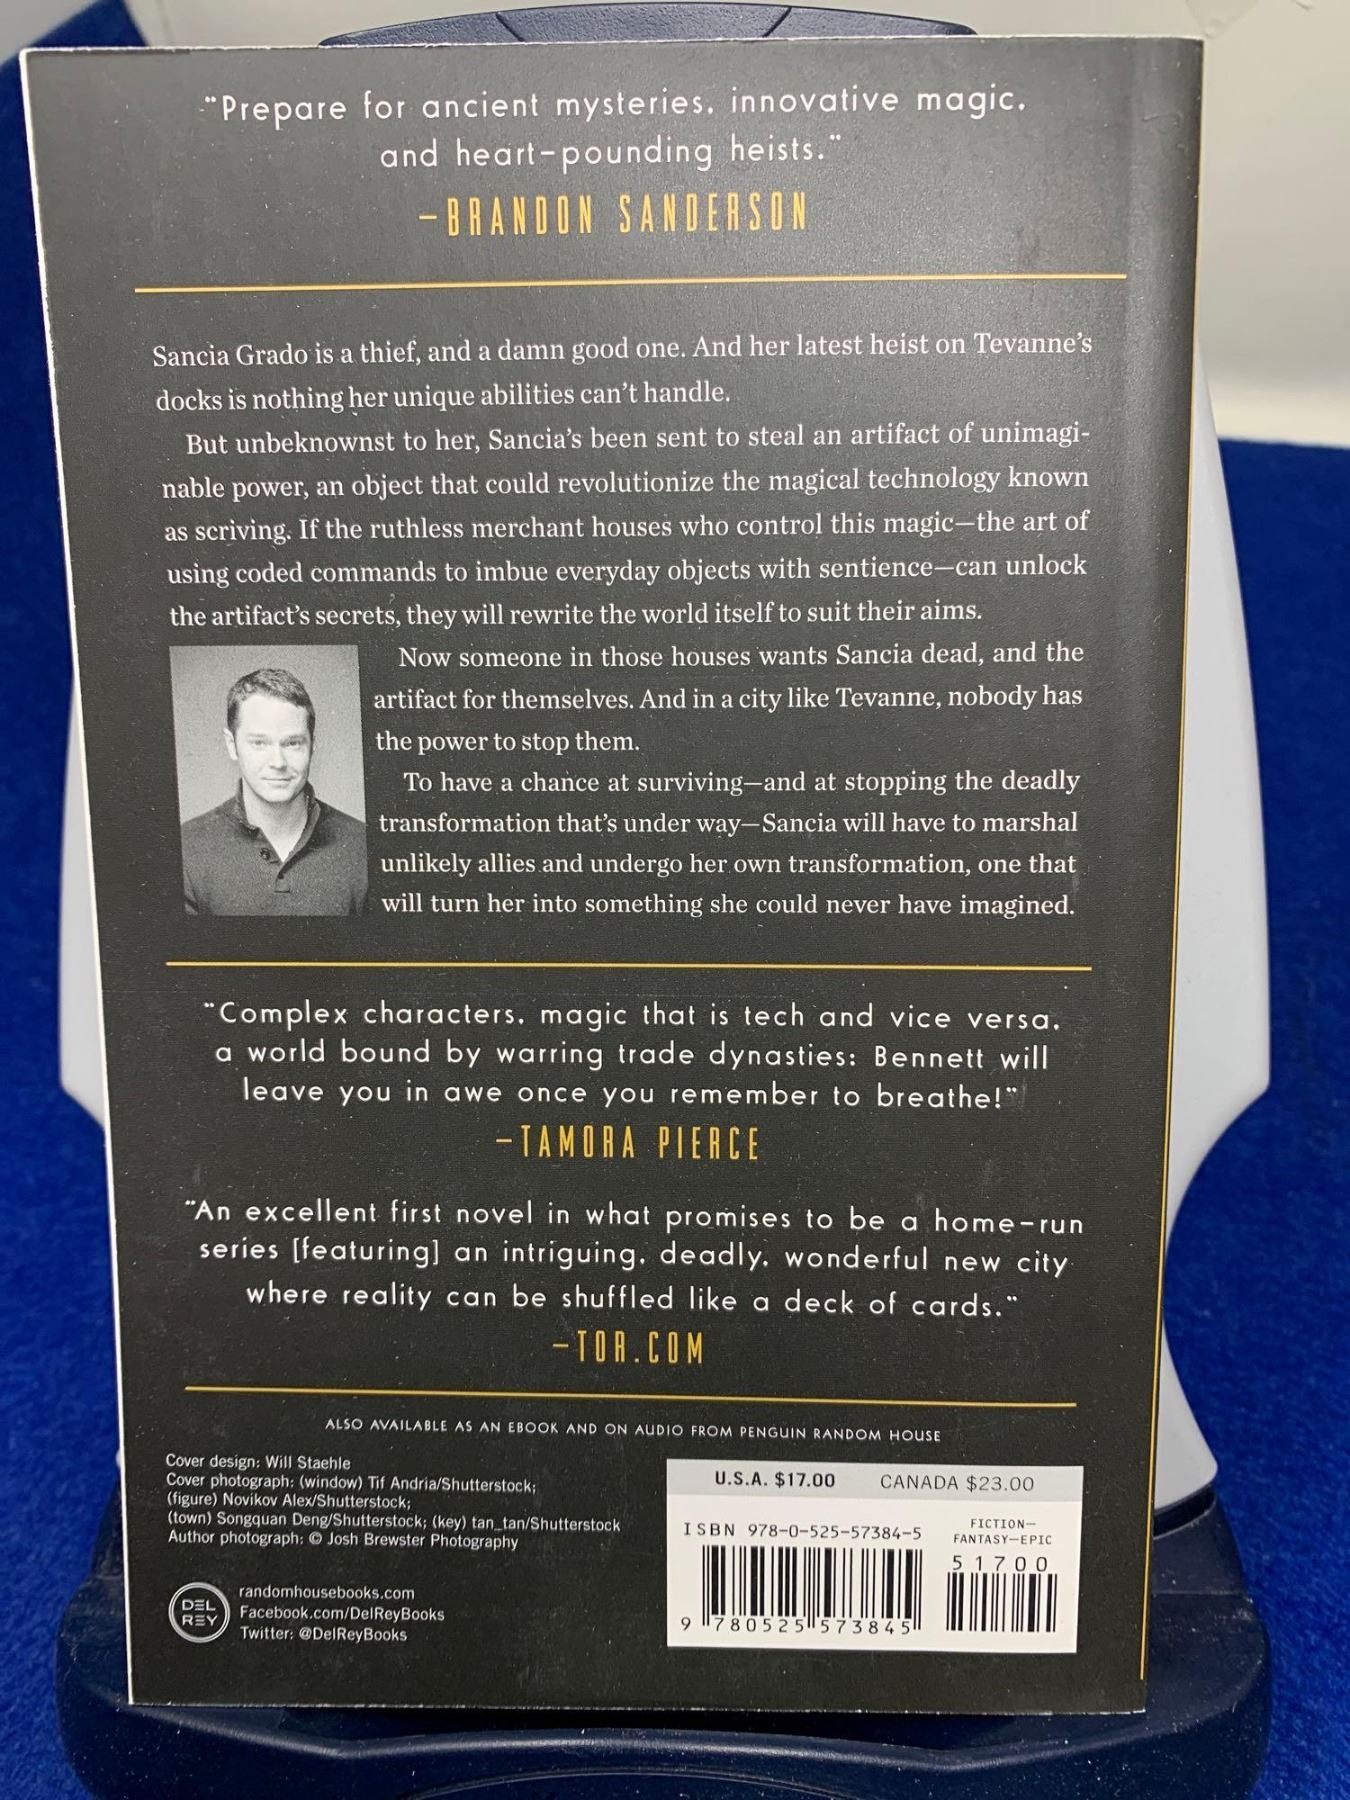 "Prepare for ancient mysteries, innovative magic,
and heart-pounding heists."
–BRANDON SANDERSON
Sancia Grado is a thief, and a damn good one. And her latest heist on Tevanne's
docks is nothing her unique abilities can't handle.
But unbeknownst to her, Sancia's been sent to steal an artifact of unimagi-
nable power, an object that could revolutionize the magical technology known
as scriving. If the ruthless merchant houses who control this magic—the art of
using coded commands to imbue everyday objects with sentience—can unlock
the artifact's secrets, they will rewrite the world itself to suit their aims.
Now someone in those houses wants Sancia dead, and the
artifact for themselves. And in a city like Tevanne, nobody has
the power to stop them.
To have a chance at surviving—and at stopping the deadly
transformation that's under way—Sancia will have to marshal
unlikely allies and undergo her own transformation, one that
will turn her into something she could never have imagined.
"Complex characters, magic that is tech and vice versa,
a world bound by warring trade dynasties: Bennett will
leave you in awe once you remember to breathe!"
–TAMORA PIERCE
"An excellent first novel in what promises to be a home-run
series [featuring] an intriguing, deadly, wonderful new city
where reality can be shuffled like a deck of cards."
–TOR.COM
ALSO AVAILABLE AS AN EBOOK AND ON AUDIO FROM PENGUIN RANDOM HOUSE
Cover design: Will Staehle
Cover photograph: (window) Tif Andria/Shutterstock;
(figure) Novikov Alex/Shutterstock;
(town) Songquan Deng/Shutterstock; (key) tan_tan/Shutterstock
Author photograph: © Josh Brewster Photography
DEL
REY
randomhousebooks.com
Facebook.com/DelReyBooks
Twitter: @DelReyBooks
U.S.A. $17.00 CANADA $23.00
ISBN 978-0-525-57384-5
FICTION—
FANTASY—EPIC
51700
9 780525 573845